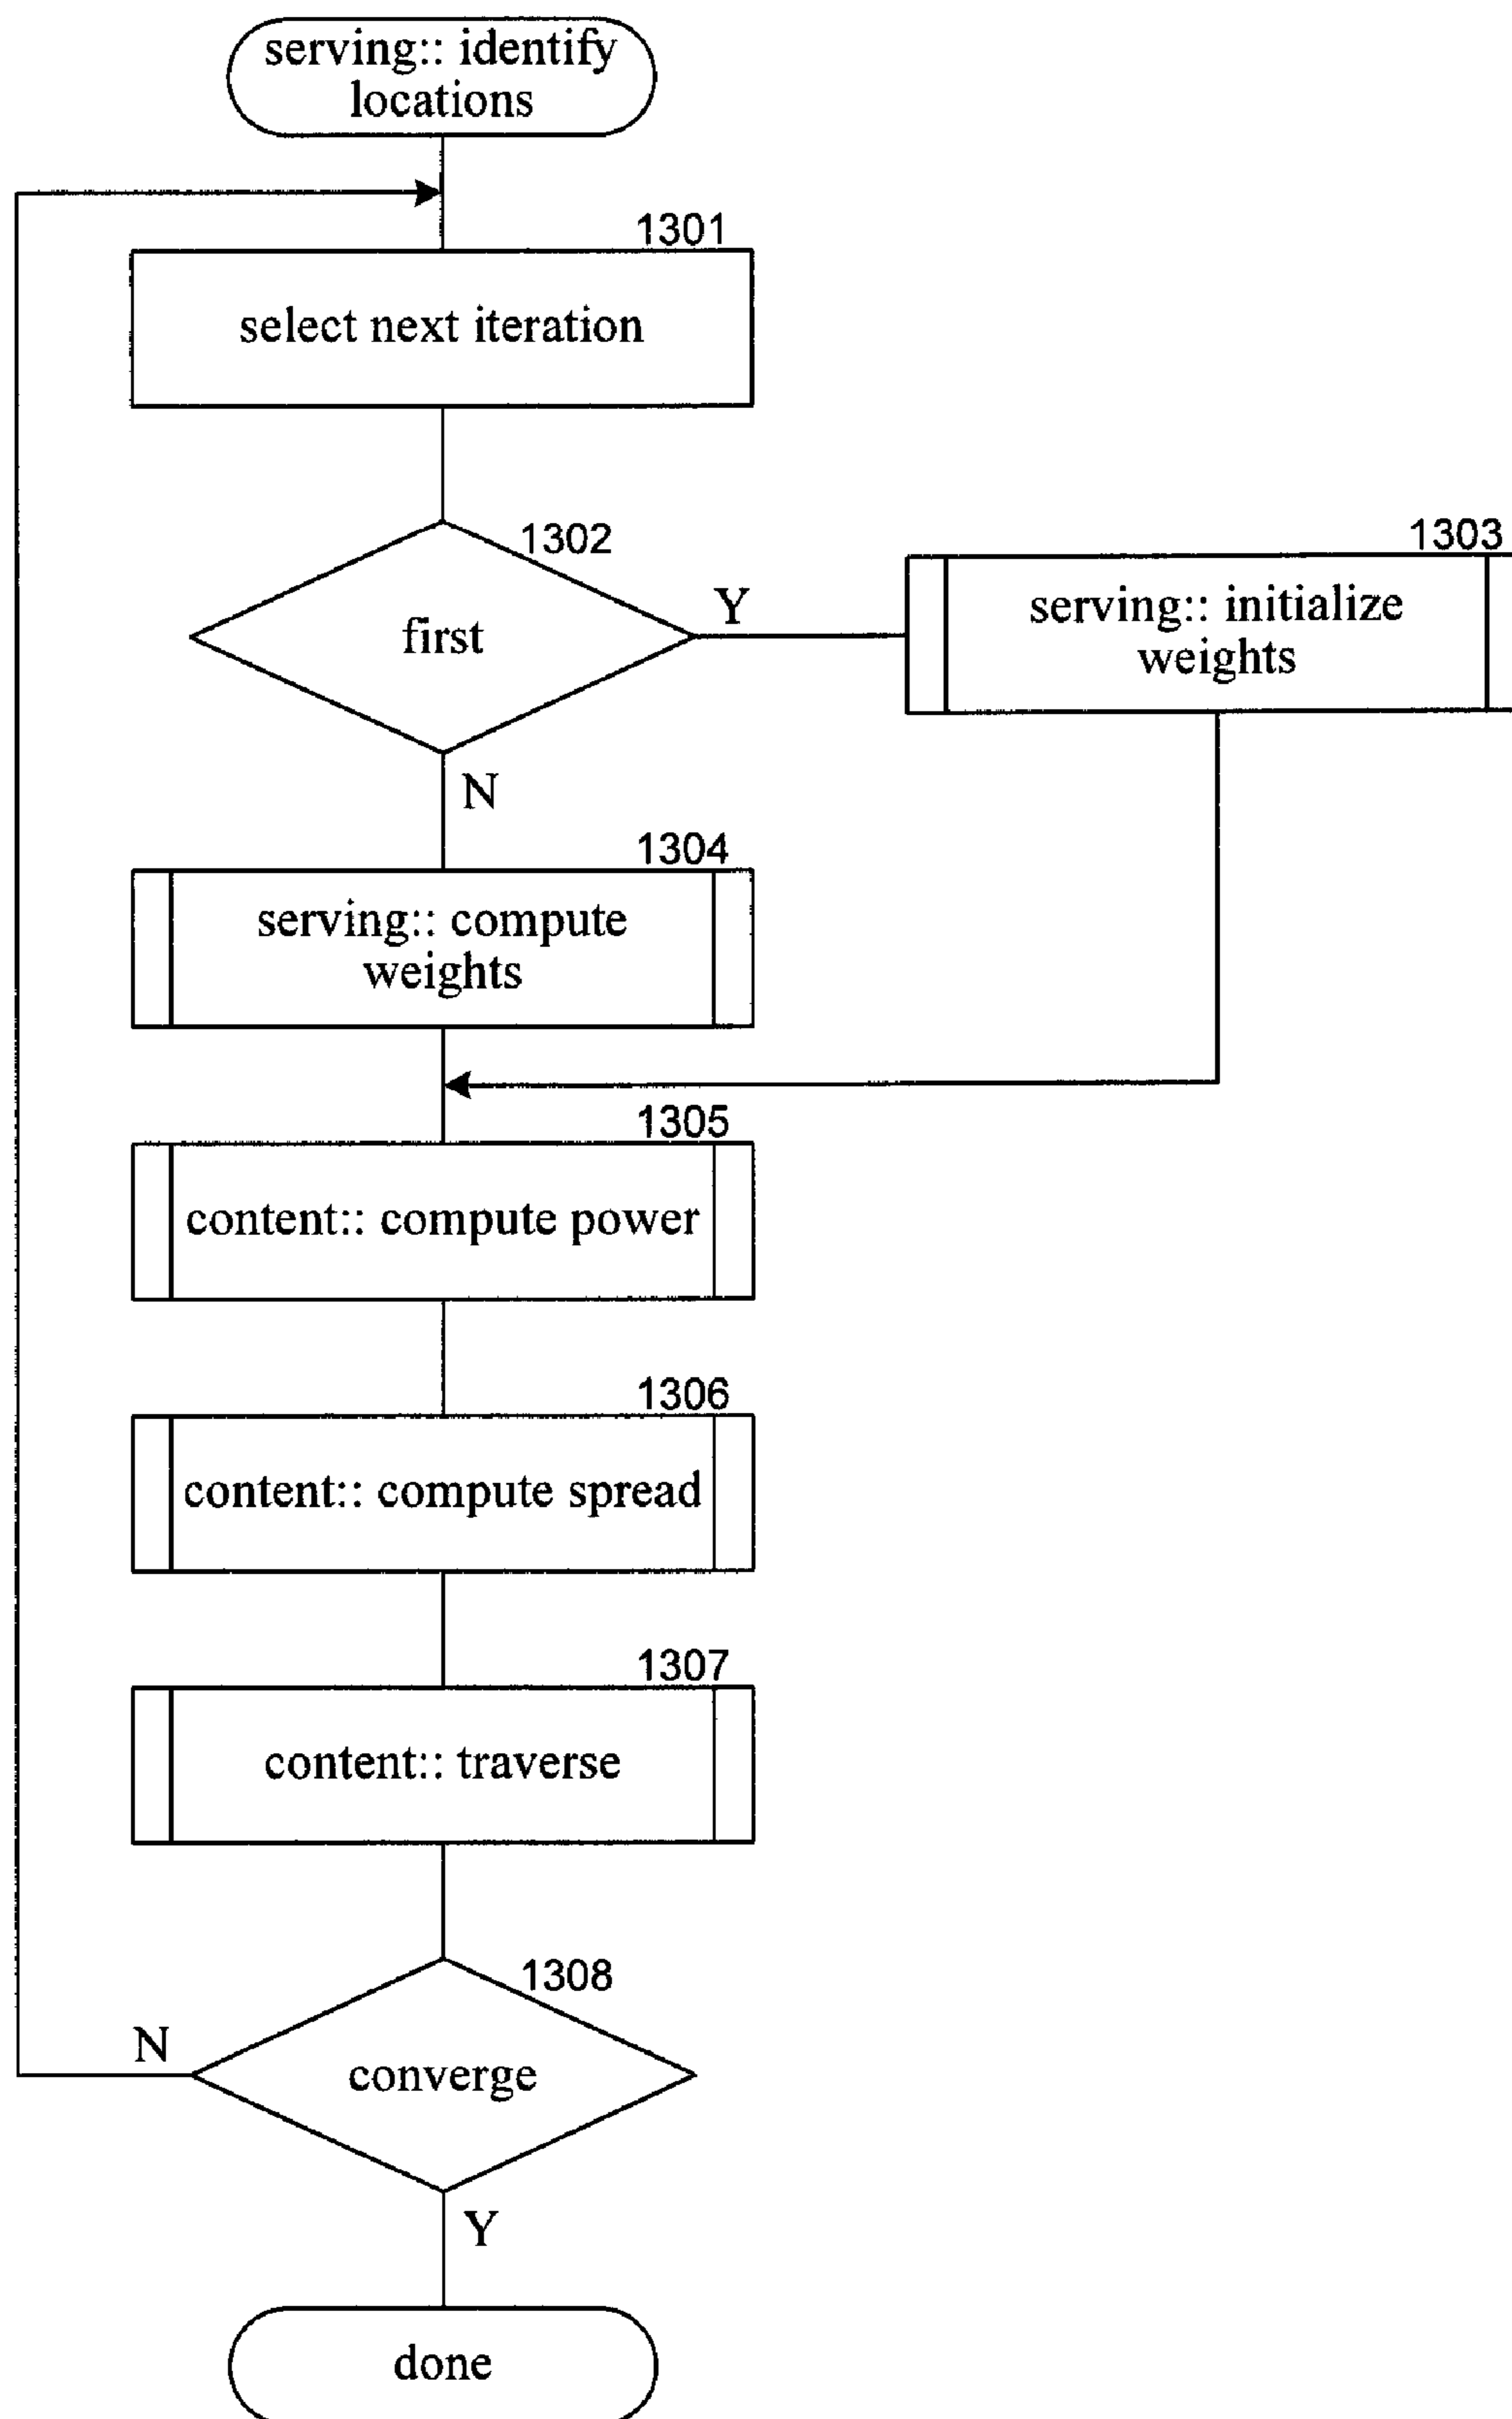 serving:: identify
locations
1301
select next iteration
1302
first
Y
1303
serving:: initialize
weights
N
1304
serving:: compute
weights
1305
content:: compute power
1306
content:: compute spread
1307
content:: traverse
1308
N
converge
Y
done